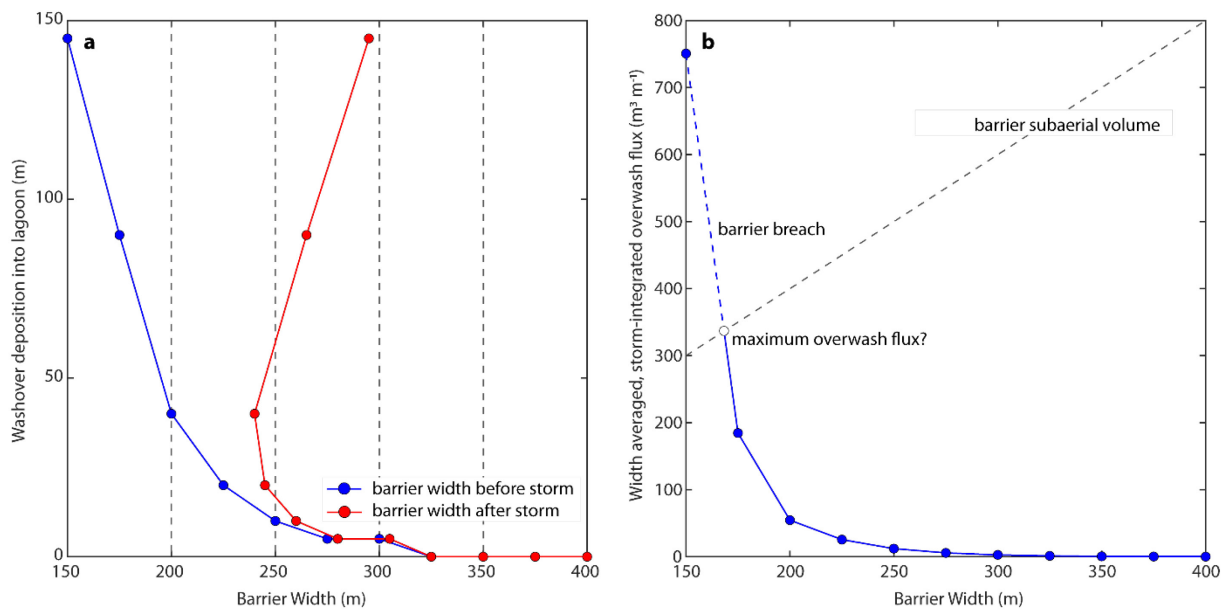 a
150
100
50
0
Washover deposition into lagoon (m)
barrier width before storm
barrier width after storm
150
200
250
300
350
400
Barrier Width (m)
b
800
700
600
500
400
300
200
100
0
Width averaged, storm-integrated overwash flux (m³ m⁻¹)
barrier subaerial volume
barrier breach
maximum overwash flux?
150
200
250
300
350
400
Barrier Width (m)